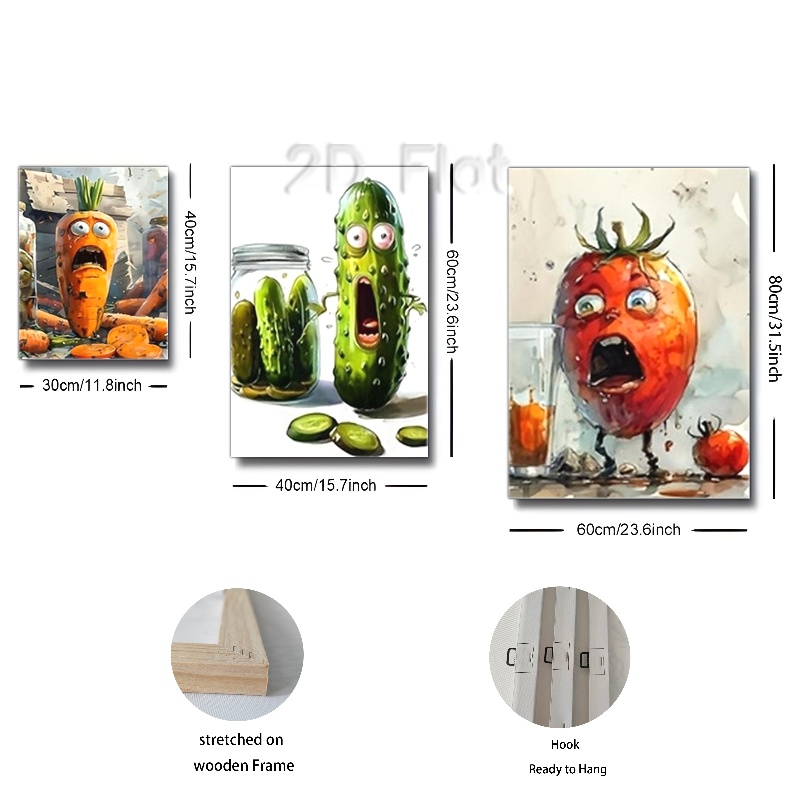 2D Flat
40cm/15.7inch
30cm/11.8inch
60cm/23.6inch
40cm/15.7inch
80cm/31.5inch
60cm/23.6inch
stretched on
wooden Frame
Hook
Ready to Hang